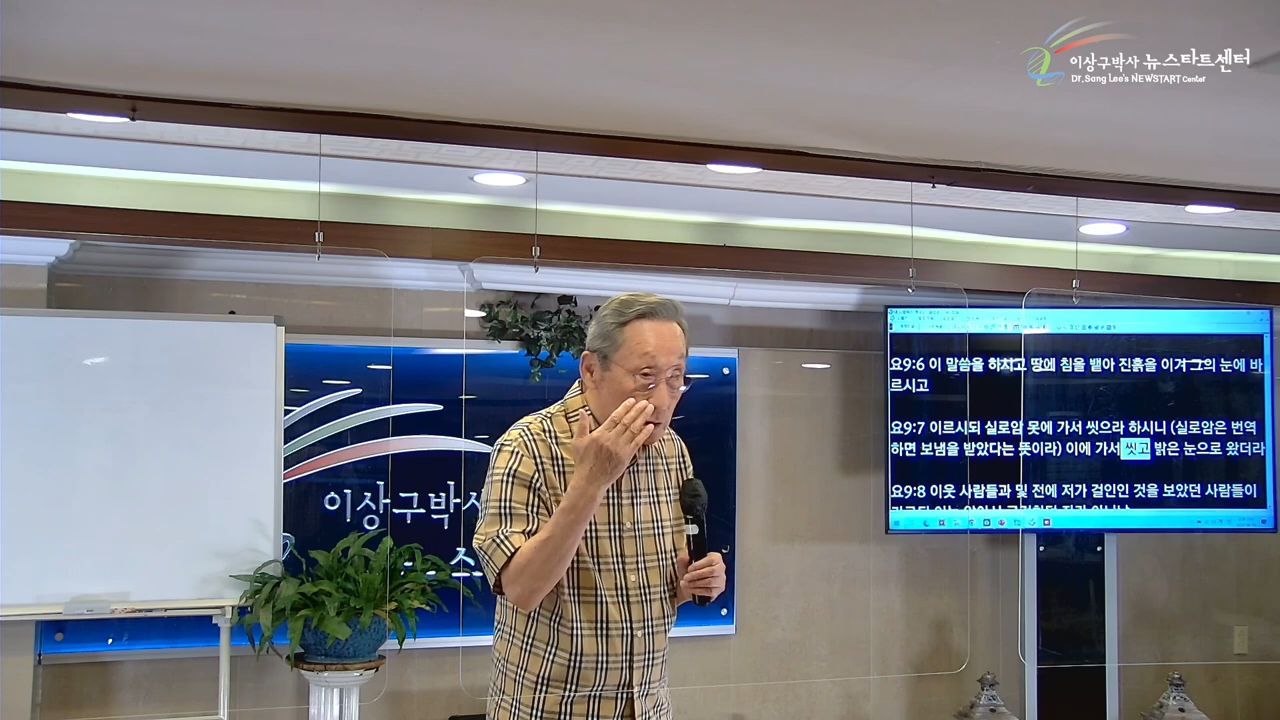 이상구박사 뉴스타트센터
Dr. Sang Lee's NEWSTART Center
이상구박사
요9:6 이 말씀을 하시고 땅에 침을 뱉아 진흙을 이겨 그의 눈에 바
르시고
요9:7 이르시되 실로암 못에 가서 씻으라 하시니 (실로암은 번역
하면 보냄을 받았다는 뜻이라) 이에 가서 씻고 밝은 눈으로 왔더라
요9:8 이웃 사람들과 및 전에 저가 걸인인 것을 보았던 사람들이